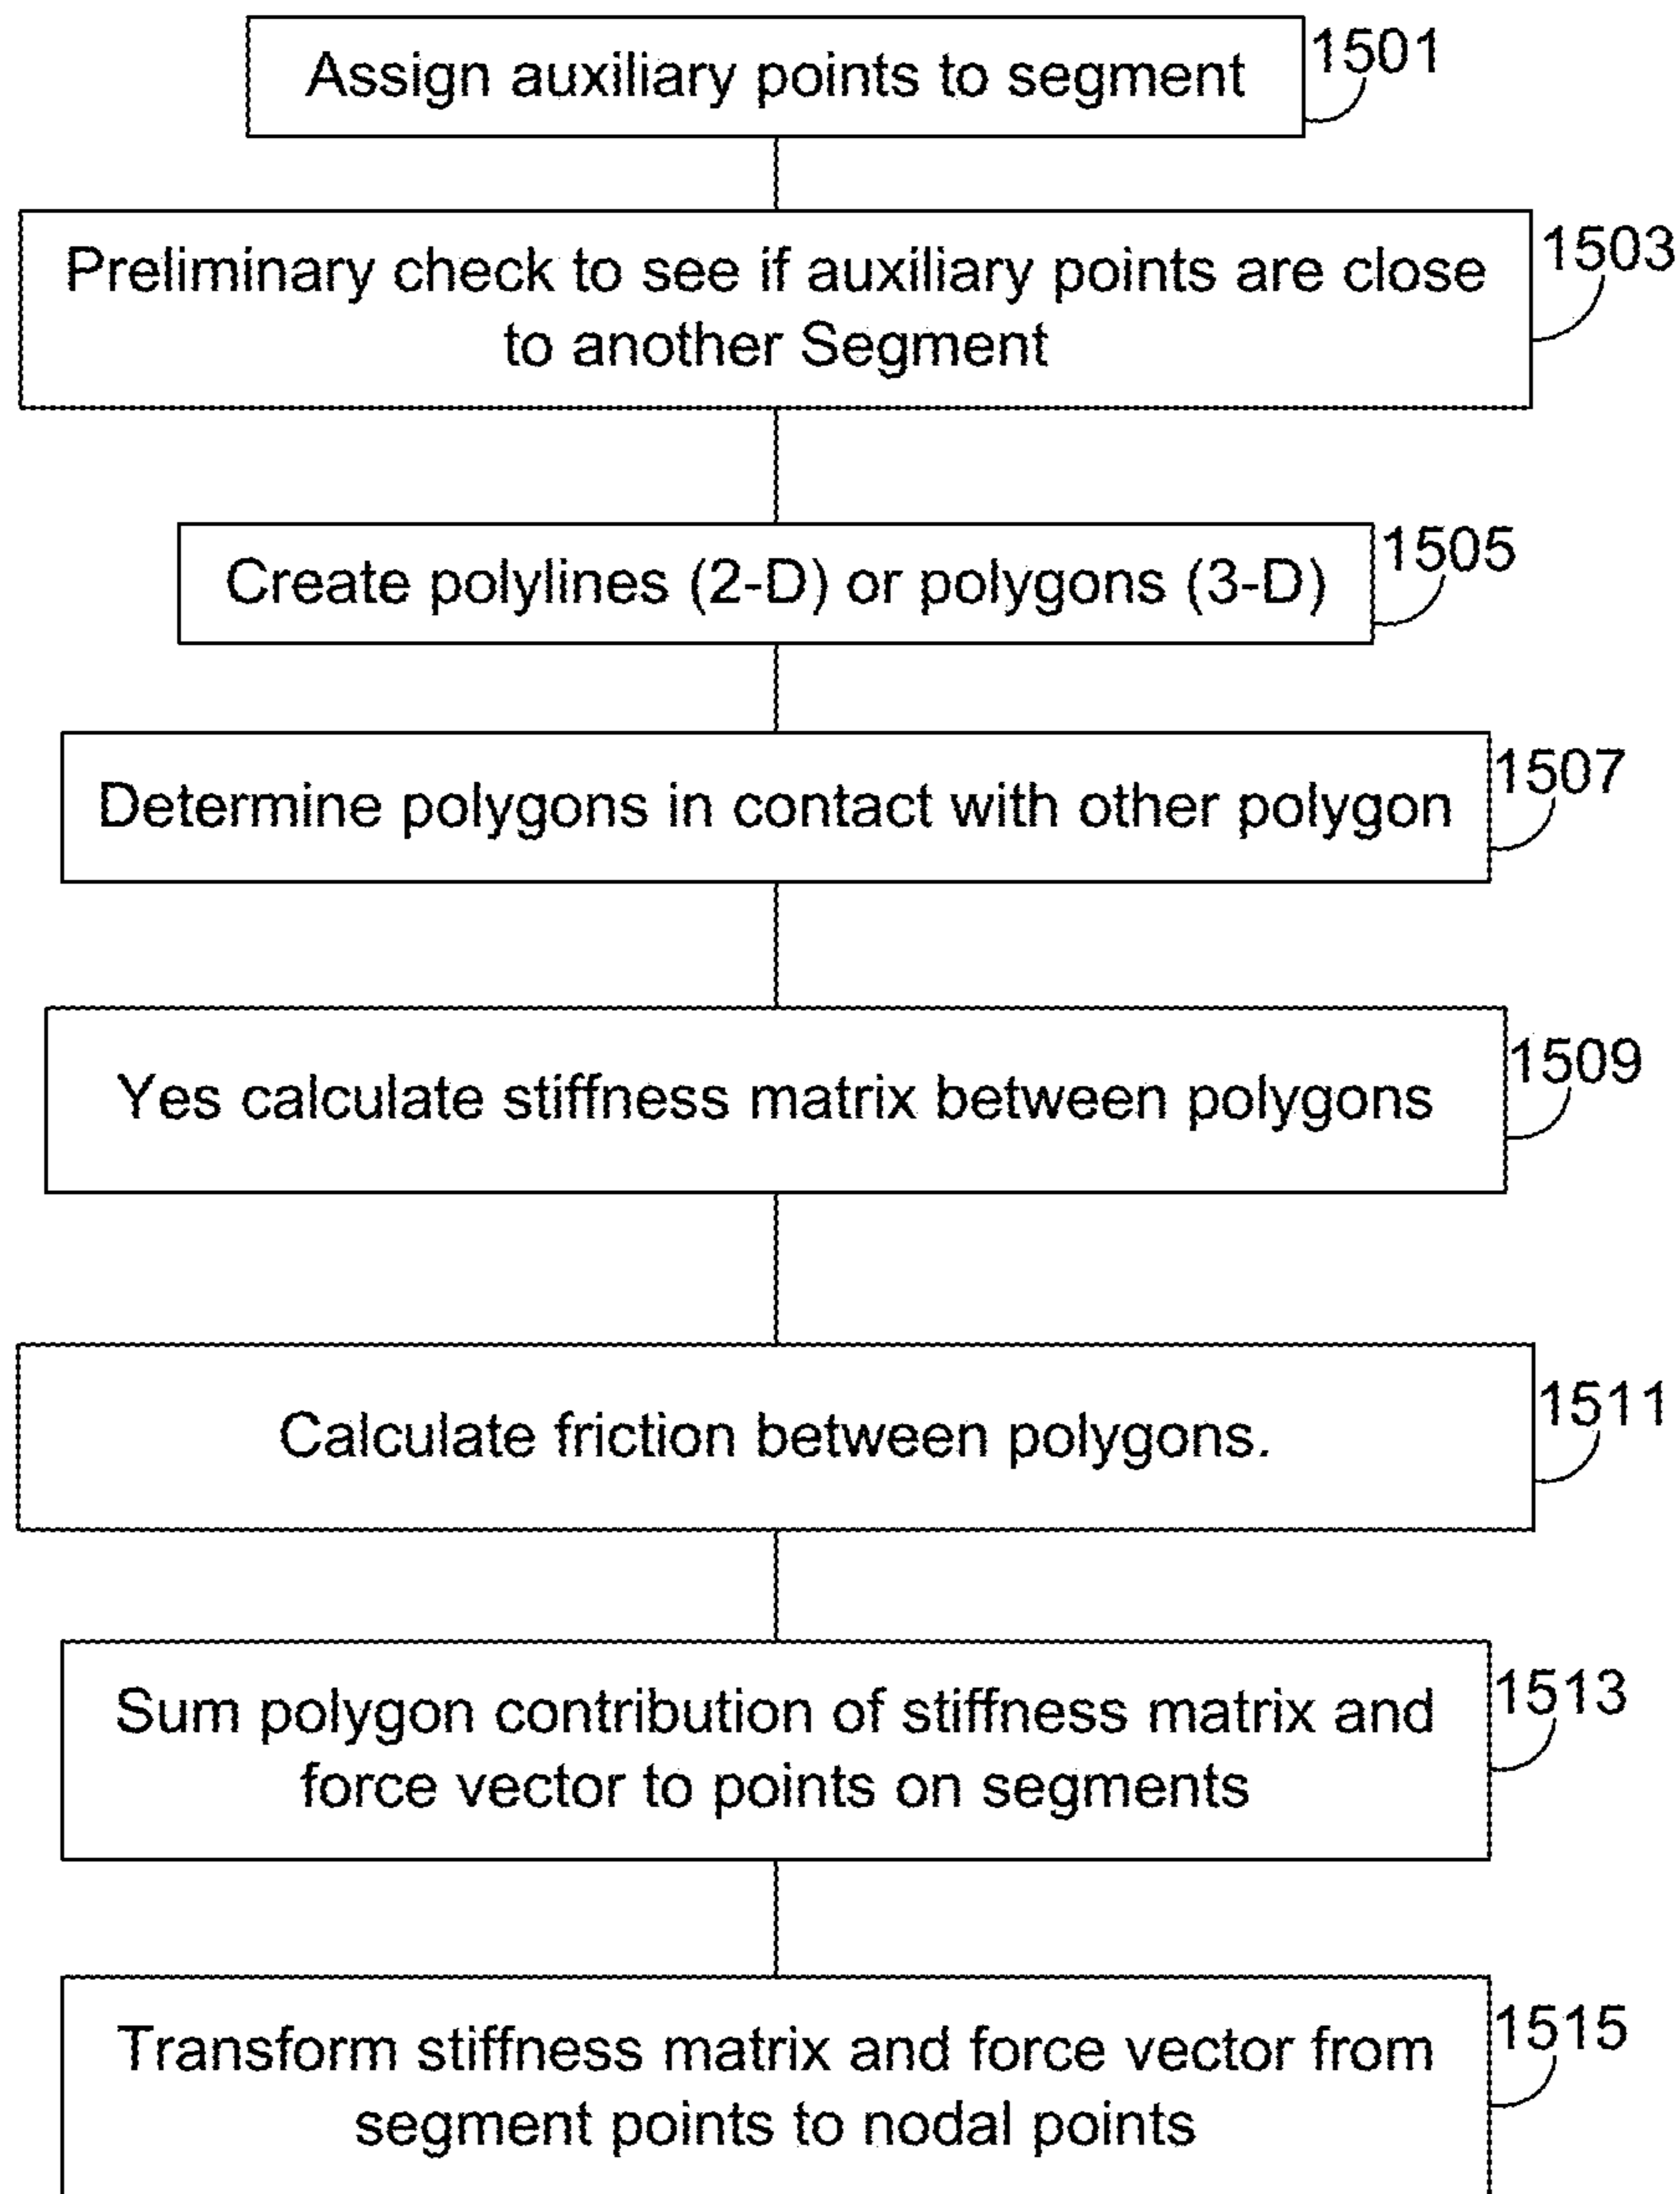 Assign auxiliary points to segment
1501
Preliminary check to see if auxiliary points are close
to another Segment
1503
Create polylines (2-D) or polygons (3-D)
1505
Determine polygons in contact with other polygon
1507
Yes calculate stiffness matrix between polygons
1509
Calculate friction between polygons.
1511
Sum polygon contribution of stiffness matrix and
force vector to points on segments
1513
Transform stiffness matrix and force vector from
segment points to nodal points
1515